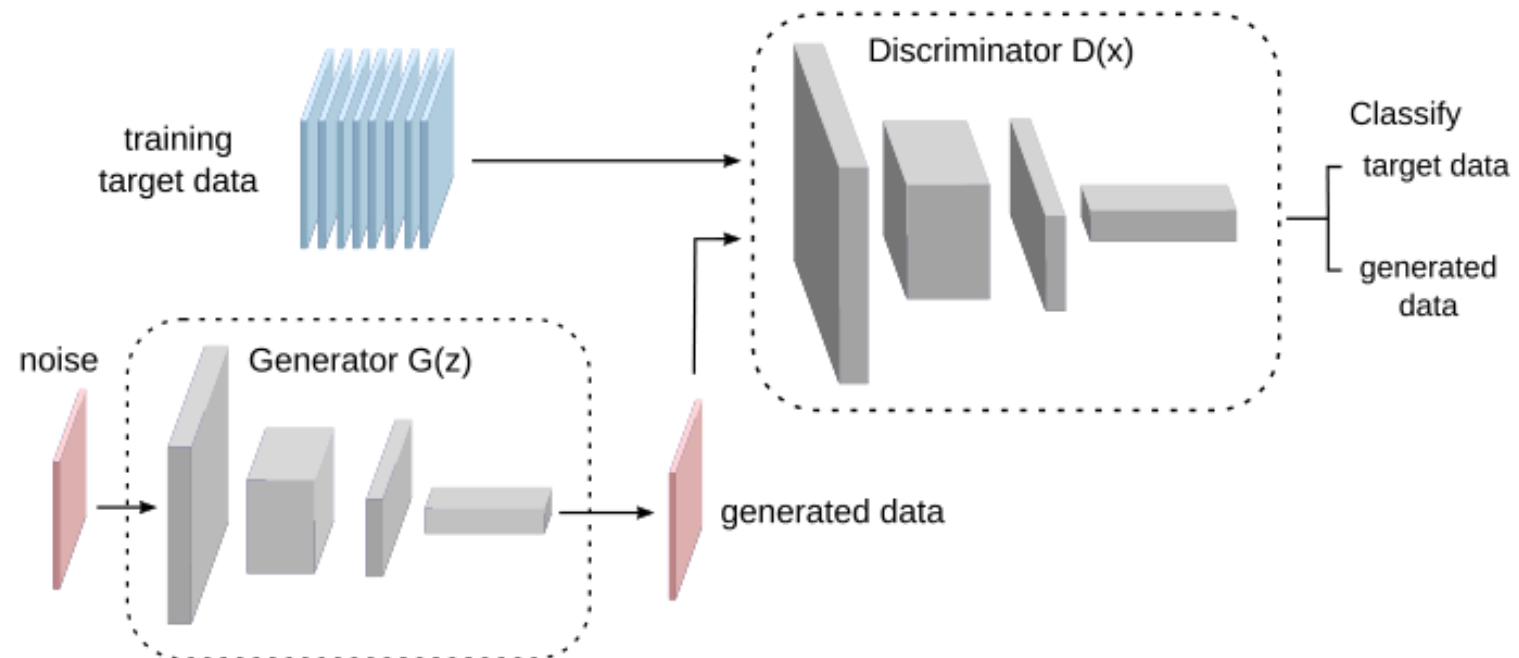 Discriminator D(x)
training
target data
Classify
target data
generated
data
noise
Generator G(z)
generated data